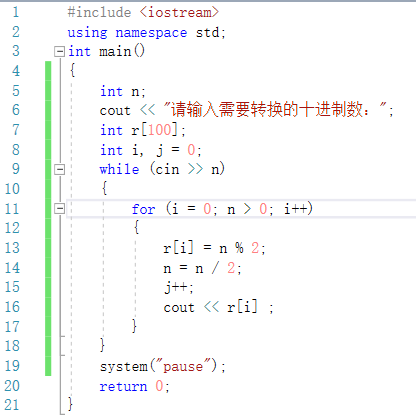 1 #include <iostream>
2 using namespace std;
3 int main()
4 {
5 int n;
6 cout << "请输入需要转换的十进制数：";
7 int r[100];
8 int i, j = 0;
9 while (cin >> n)
10 {
11 for (i = 0; n > 0; i++)
12 {
13 r[i] = n % 2;
14 n = n / 2;
15 j++;
16 cout << r[i] ;
17 }
18 }
19 system("pause");
20 return 0;
21 }